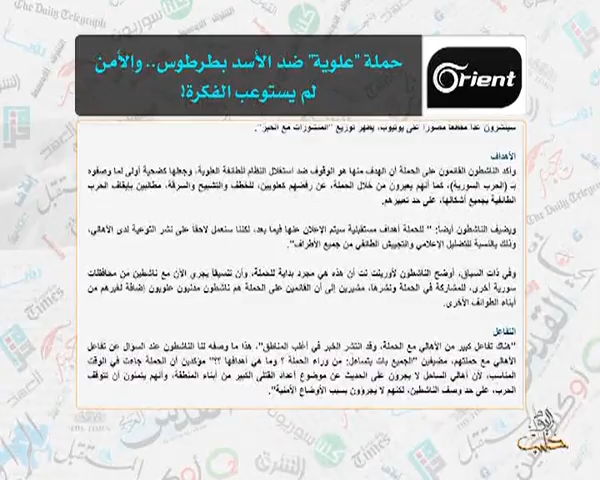 حملة "علوية" ضد الأسد بطرطوس.. والأمن
لم يستوعب الفكرة!
Orient
سينشرون غداً مقطعاً مصوراً على يوتيوب، يظهر توزيع "المنشورات مع الخبز".
الأهداف
وأكد الناشطون القائمون على الحملة أن الهدف منها هو الوقوف ضد استغلال النظام للطائفة العلوية، وجعلها كضحية أولى لما وصفوه
بـ (الحرب السورية)، كما أنهم يعبرون من خلال الحملة، عن رفضهم كعلويين، للخطف والتشبيح والسرقة، مطالبين بإيقاف الحرب
الطائفية بجميع أشكالها، على حد تعبيرهم.
ويضيف الناشطون أيضاً: " للحملة أهداف مستقبلية سيتم الإعلان عنها فيما بعد، لكننا سنعمل لاحقاً على نشر التوعية لدى الأهالي،
وذلك بالنسبة للتضليل الإعلامي والتجييش الطائفي من جميع الأطراف".
وفي ذات السياق، أوضح الناشطون لأورينت نت أن هذه هي مجرد بداية للحملة، وأن تنسيقاً يجري الآن مع ناشطين من محافظات
سورية أخرى، للمشاركة في الحملة ونشرها، مشيرين إلى أن القائمين على الحملة هم ناشطون مدنيون علويون إضافة لغيرهم من
أبناء الطوائف الأخرى.
التفاعل
"هناك تفاعل كبير من الأهالي مع الحملة، وقد انتشر الخبر في أغلب المناطق"، هذا ما وصفه لنا الناشطون عند السؤال عن تفاعل
الأهالي مع حملتهم، مضيفين "الجميع بات يتساءل: من وراء الحملة ؟ وما هي أهدافها ؟؟" مؤكدين أن الحملة جاءت في الوقت
المناسب، لأن أهالي الساحل لا يجرؤن على الحديث عن موضوع أعداد القتلى الكبير من أبناء المنطقة، وأنهم يتمنون أن تتوقف
الحرب، على حد وصف الناشطين، لكنهم لا يجرؤون بسبب الأوضاع الأمنية".
حلب اليوم